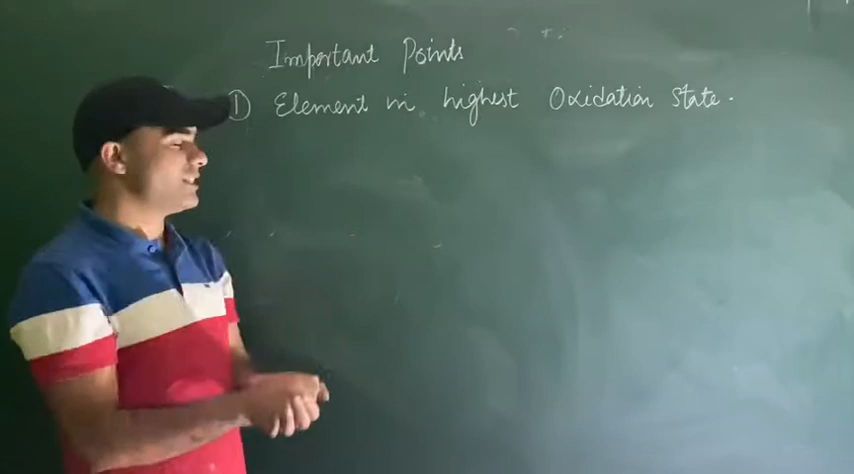 Important Points
① Element in highest Oxidation state.